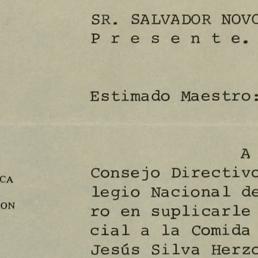 SR. SALVADOR NOVO
P r e s e n t e.
Estimado Maestro:
A
Consejo Directivo
CA
legio Nacional de
ON
ro en suplicarle
cial a la Comida
Jesús Silva Herzo